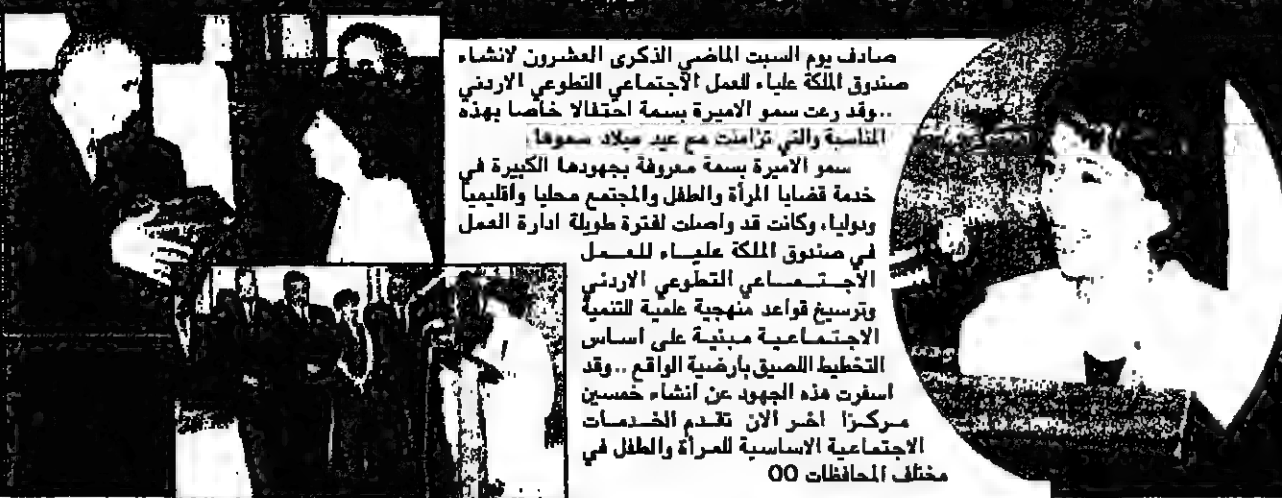 صادف يوم السبت الماضي الذكرى العشرون لانشاء
صندوق الملكة علياء للعمل الاجتماعي التطوعي الاردني
..وقد رعت سمو الاميرة بسمة احتفالا خاصا بهذه
المناسبة والتي تزامنت مع عيد ميلاد سموها.
سمو الاميرة بسمة معروفة بجهودها الكبيرة في
خدمة قضايا المرأة والطفل والمجتمع محليا وأقليميا
ودوليا، وكانت قد واصلت لفترة طويلة ادارة العمل
في صندوق الملكة علياء للعمل
الاجتماعي التطوعي الاردني
وترسيخ قواعد منهجية علمية للتنمية
الاجتماعية مبنية على اساس
التخطيط اللصيق بأرضية الواقع ..وقد
اسفرت هذه الجهود عن انشاء خمسين
مركزا اخر الان تقدم الخدمات
الاجتماعية الاساسية للمرأة والطفل في
مختلف المحافظات OO